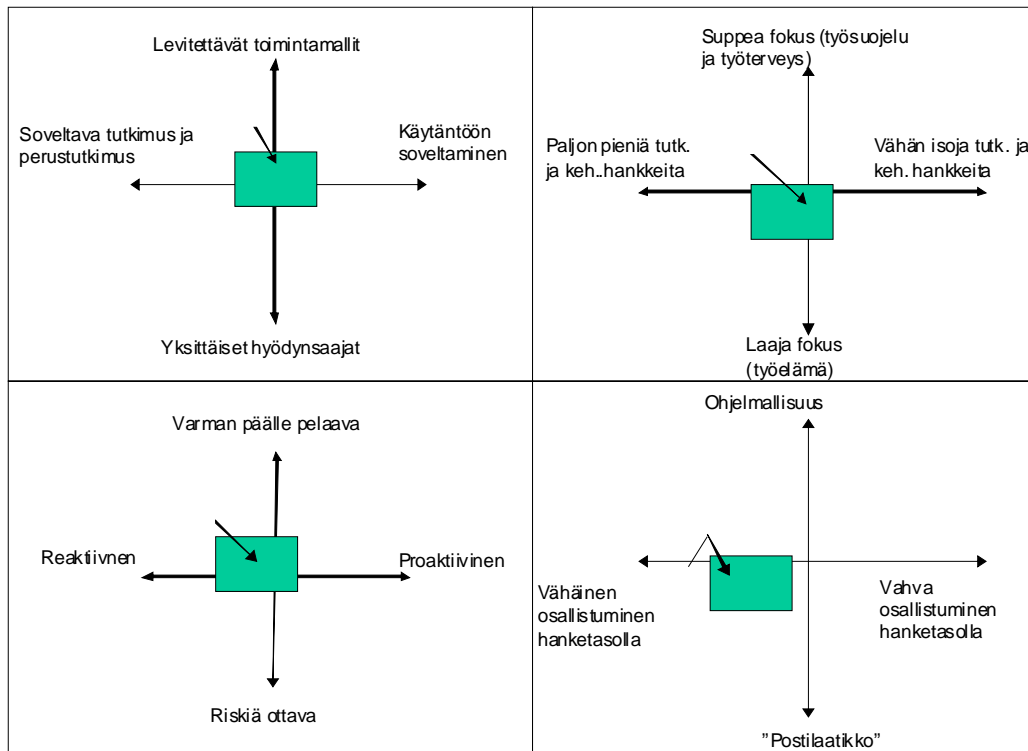 Levitettävät toimintamallit
Soveltava tutkimus ja
perustutkimus
Käytäntöön
soveltaminen
Yksittäiset hyödynsaajat
Suppea fokus (työsuojelu
ja työterveys)
Paljon pieniä tutk.
ja keh..hankkeita
Vähän isoja tutk. ja
keh. hankkeita
Laaja fokus
(työelämä)
Varman päälle pelaava
Reaktiivnen
Proaktiivinen
Riskiä ottava
Ohjelmallisuus
Vähäinen
osallistuminen
hanketasolla
Vahva
osallistuminen
hanketasolla
”Postilaatikko”